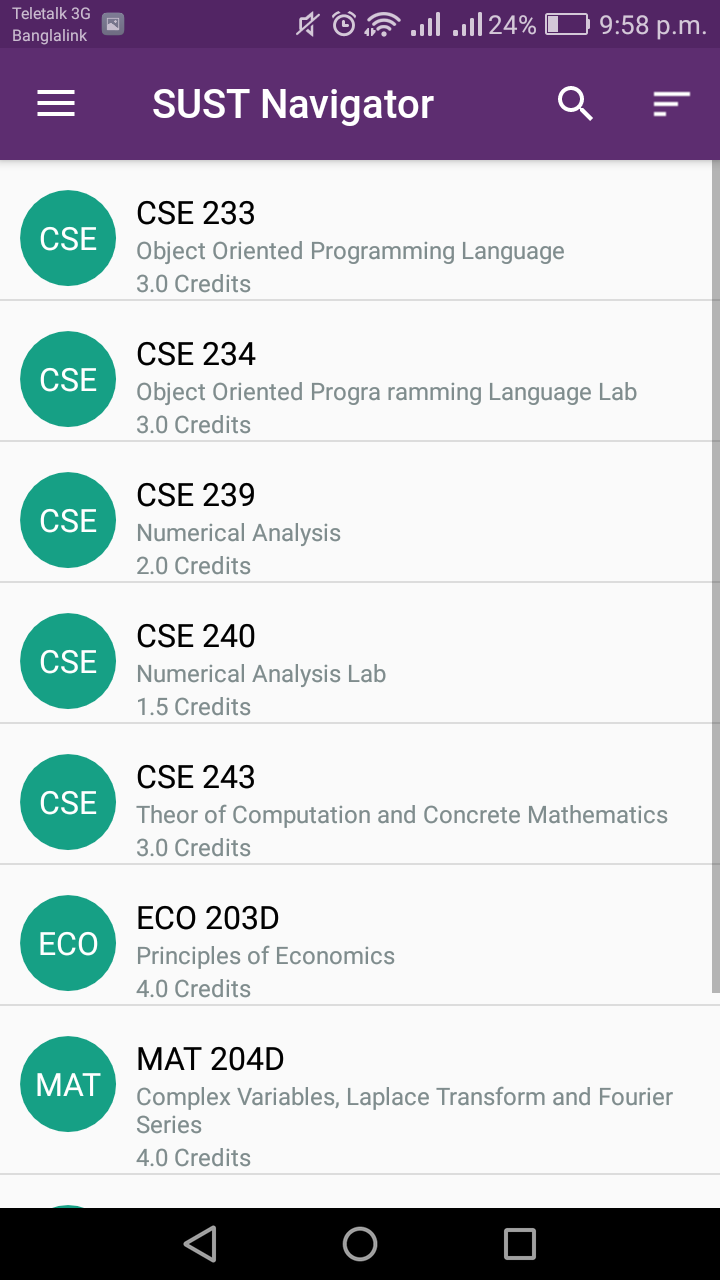 Teletalk 3G
Banglalink
24%
9:58 p.m.
SUST Navigator
CSE
CSE 233
Object Oriented Programming Language
3.0 Credits
CSE
CSE 234
Object Oriented Progra ramming Language Lab
3.0 Credits
CSE
CSE 239
Numerical Analysis
2.0 Credits
CSE
CSE 240
Numerical Analysis Lab
1.5 Credits
CSE
CSE 243
Theor of Computation and Concrete Mathematics
3.0 Credits
ECO
ECO 203D
Principles of Economics
4.0 Credits
MAT
MAT 204D
Complex Variables, Laplace Transform and Fourier
Series
4.0 Credits